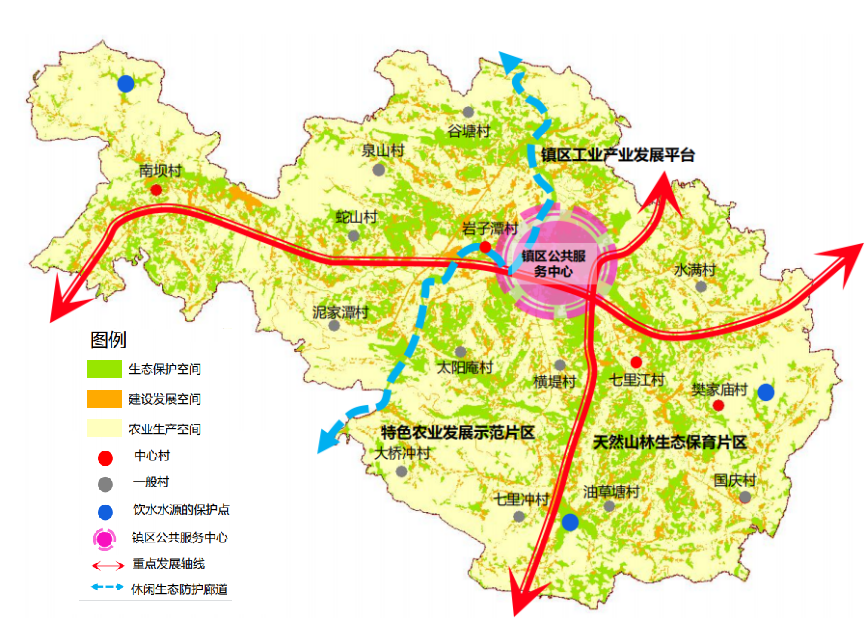 谷塘村
泉山村
镇区工业产业发展平台
南坝村
蛇山村
岩子潭村
镇区公共服
务中心
水满村
泥家潭村
太阳庵村
横堤村
七里江村
樊家庙村
特色农业发展示范片区
天然山林生态保育片区
大桥冲村
七里冲村
油草塘村
国庆村
图例
生态保护空间
建设发展空间
农业生产空间
中心村
一般村
饮水水源的保护点
镇区公共服务中心
重点发展轴线
休闲生态防护廊道